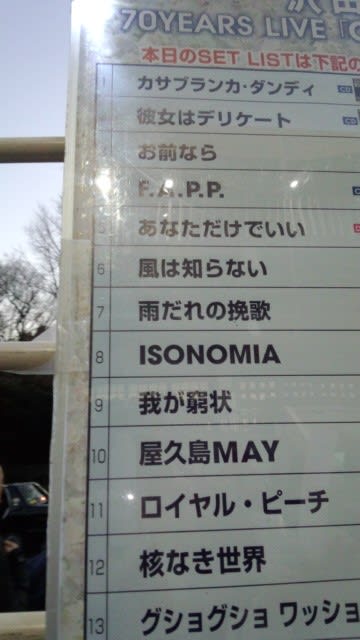 沢田
70YEARS LIVE「O
本日のSET LISTは下記の
1 カサブランカ・ダンディ CD
彼女はデリケート CD
お前なら
F.A.P.P.
5 あなただけでいい
6 風は知らない
7 雨だれの挽歌
8 ISONOMIA
9 我が窮状
10 屋久島MAY
11 ロイヤル・ピーチ
12 核なき世界
13 グショグショ ワッショ